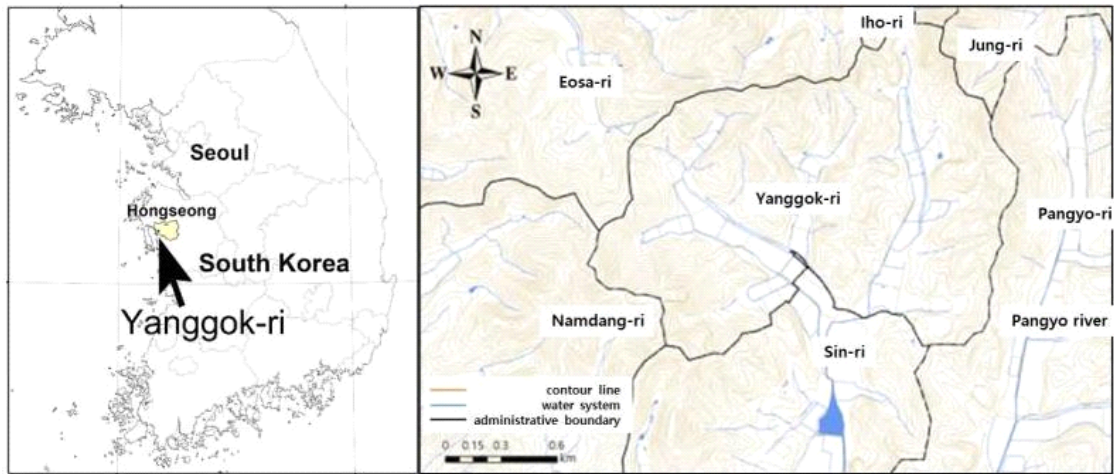 Seoul
Hongseong
South Korea
Yanggok-ri
N
W E
S
Iho-ri
Jung-ri
Eosa-ri
Yanggok-ri
Pangyo-ri
Namdang-ri
Pangyo river
Sin-ri
contour line
water system
administrative boundary
0 0.15 0.3 0.6
km